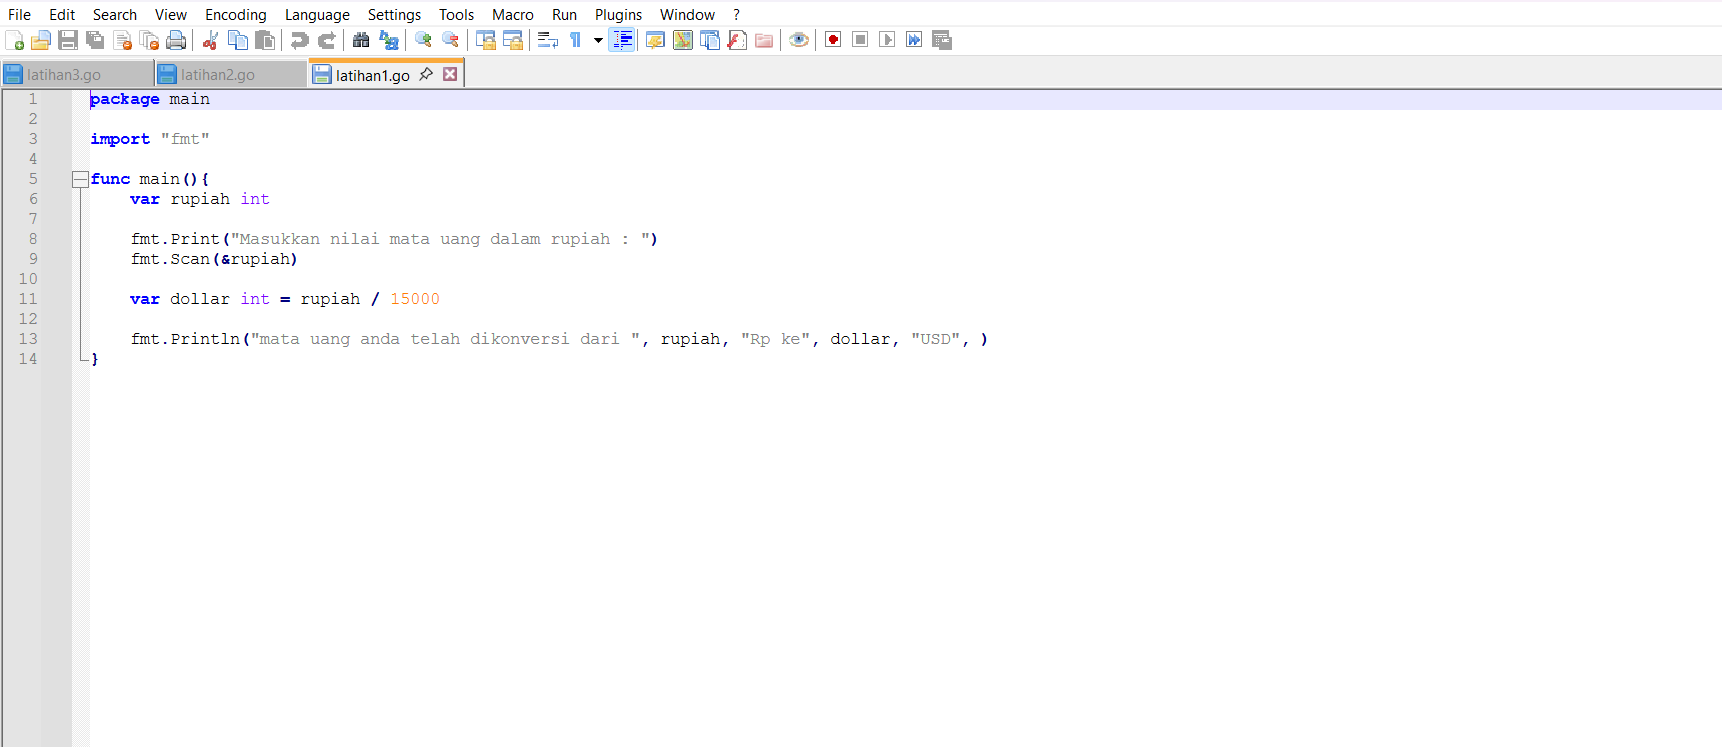 File Edit Search View Encoding Language Settings Tools Macro Run Plugins Window ?
latihan3.go latihan2.go latihan1.go
1 package main
2
3 import "fmt"
4
5 func main(){
6 var rupiah int
7
8 fmt.Print("Masukkan nilai mata uang dalam rupiah : ")
9 fmt.Scan(&rupiah)
10
11 var dollar int = rupiah / 15000
12
13 fmt.Println("mata uang anda telah dikonversi dari ", rupiah, "Rp ke", dollar, "USD", )
14 }